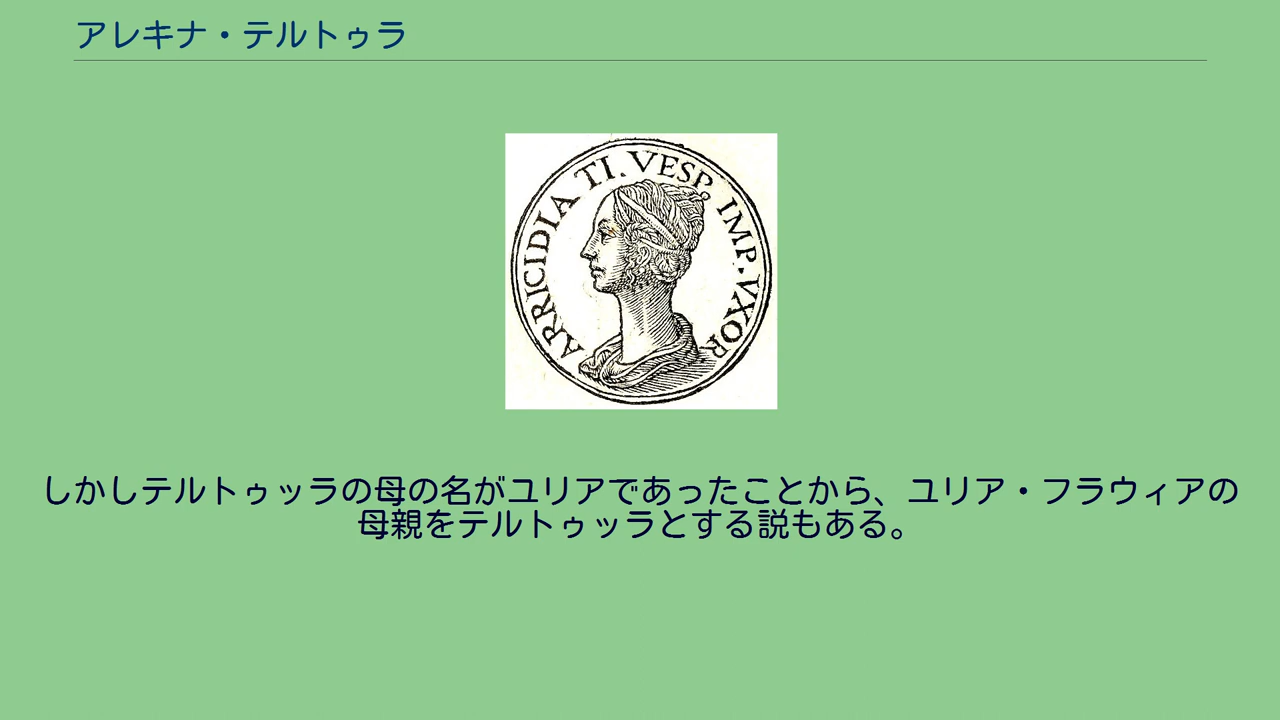 アレキナ・テルトゥラ
ARRICIDIA TI. VESP. IMP. VXOR
しかしテルトゥッラの母の名がユリアであったことから、ユリア・フラウィアの
母親をテルトゥッラとする説もある。